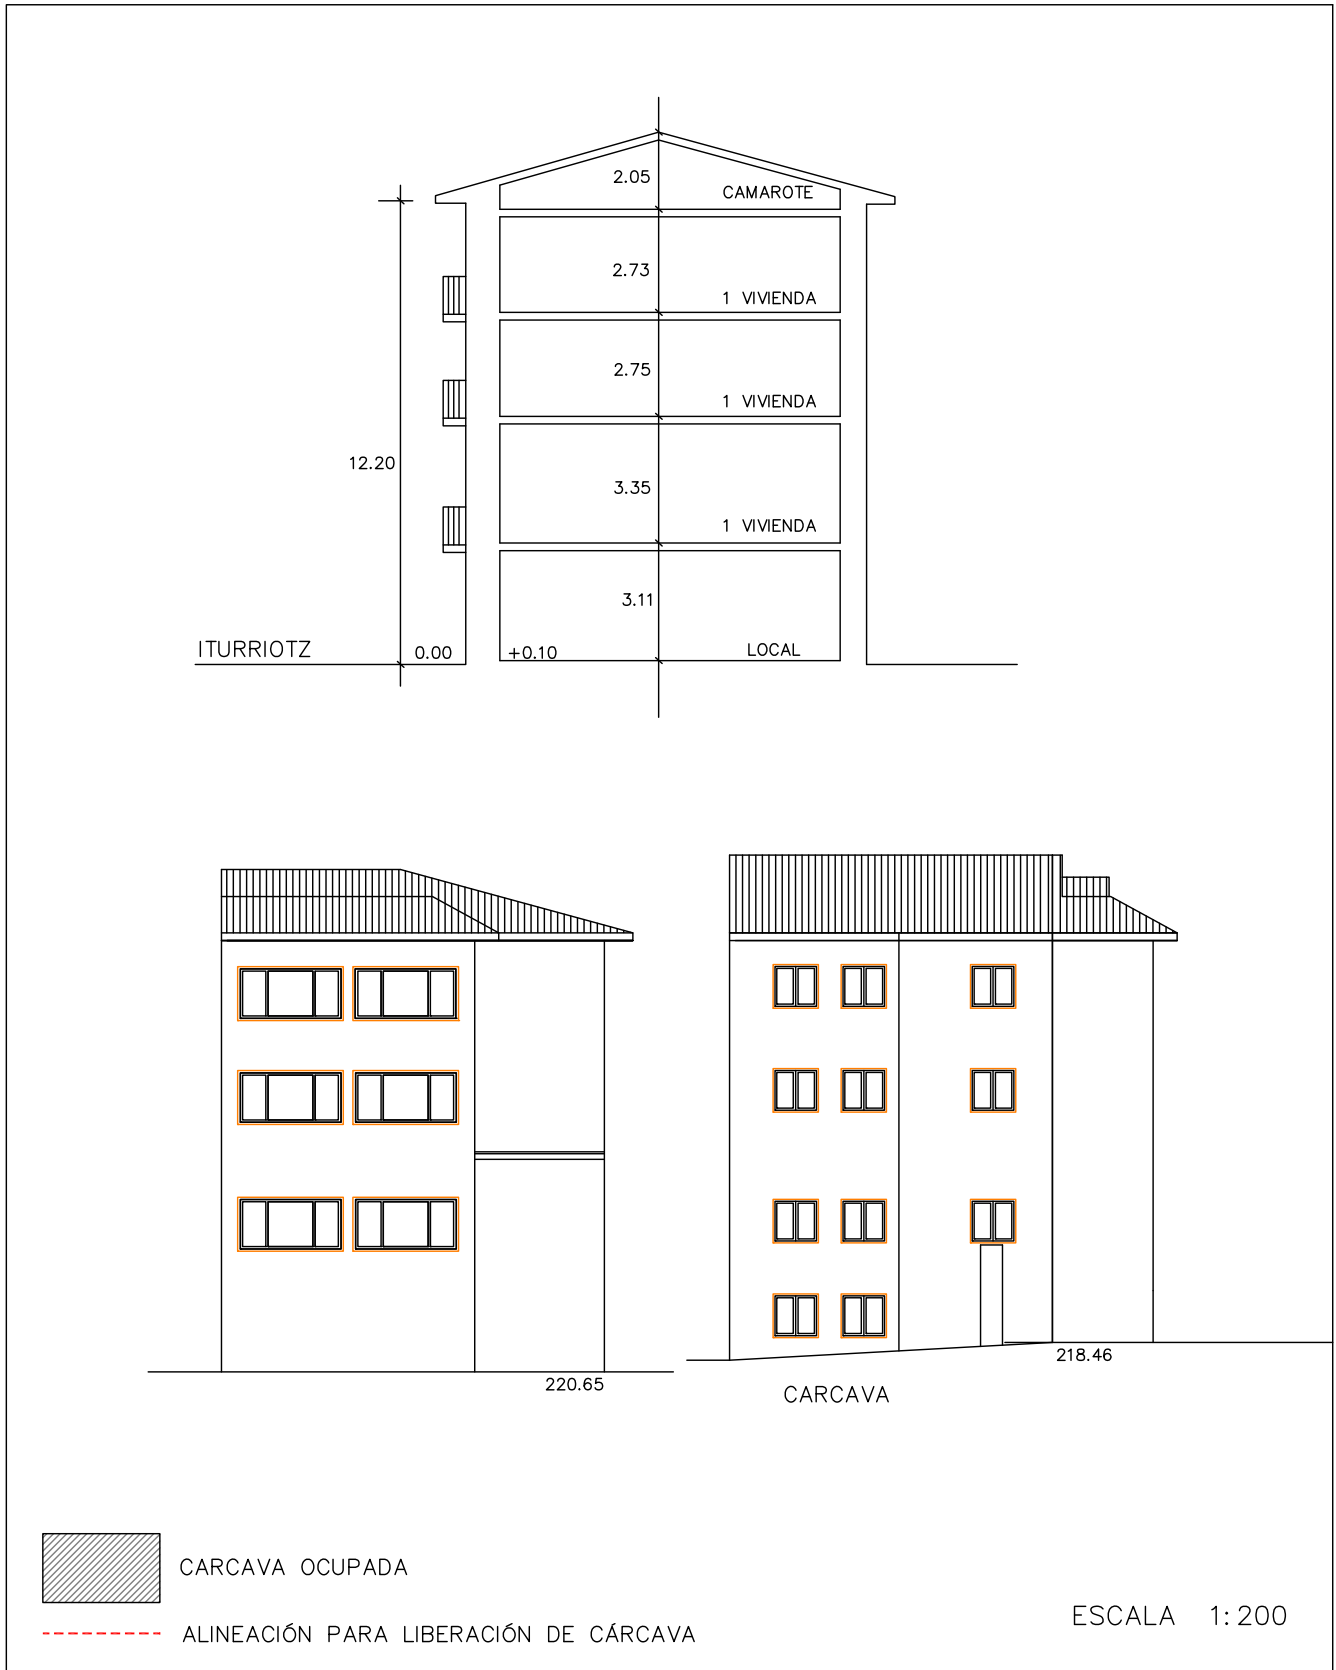 2.05
CAMAROTE
2.73
1 VIVIENDA
2.75
1 VIVIENDA
12.20
3.35
1 VIVIENDA
3.11
ITURRIOTZ
0.00
+0.10
LOCAL
220.65
218.46
CARCAVA
CARCAVA OCUPADA
ESCALA 1:200
ALINEACIÓN PARA LIBERACIÓN DE CÁRCAVA